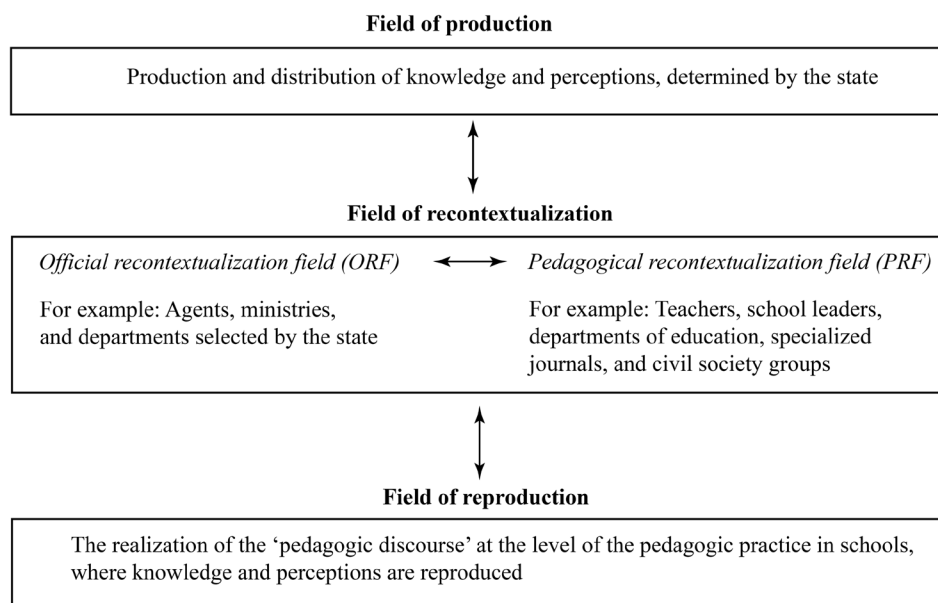 Field of production
Production and distribution of knowledge and perceptions, determined by the state
Field of recontextualization
Official recontextualization field (ORF)
For example: Agents, ministries,
and departments selected by the state
Pedagogical recontextualization field (PRF)
For example: Teachers, school leaders,
departments of education, specialized
journals, and civil society groups
Field of reproduction
The realization of the ‘pedagogic discourse’ at the level of the pedagogic practice in schools,
where knowledge and perceptions are reproduced